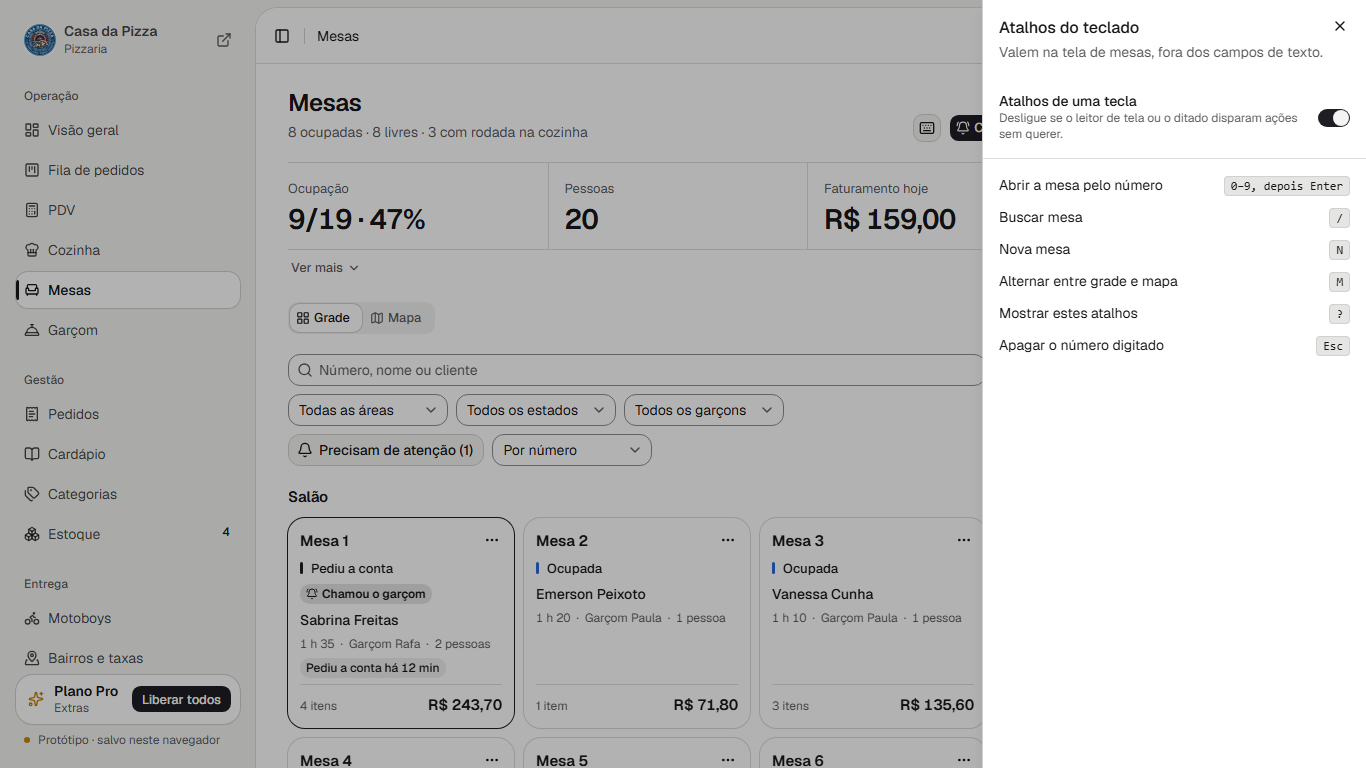 Casa da Pizza
Pizzaria
Operação
Visão geral
Fila de pedidos
PDV
Cozinha
Mesas
Garçom
Gestão
Pedidos
Cardápio
Categorias
Estoque 4
Entrega
Motoboys
Bairros e taxas
Plano Pro
Extras
Liberar todos
Protótipo · salvo neste navegador
Mesas
Mesas
8 ocupadas · 8 livres · 3 com rodada na cozinha
C
Ocupação
9/19 · 47%
Pessoas
20
Faturamento hoje
R$ 159,00
Ver mais
Grade
Mapa
Número, nome ou cliente
Todas as áreas
Todos os estados
Todos os garçons
Precisam de atenção (1)
Por número
Salão
Mesa 1
Pediu a conta
Chamou o garçom
Sabrina Freitas
1 h 35 · Garçom Rafa · 2 pessoas
Pediu a conta há 12 min
4 itens R$ 243,70
Mesa 2
Ocupada
Emerson Peixoto
1 h 20 · Garçom Paula · 1 pessoa
1 item R$ 71,80
Mesa 3
Ocupada
Vanessa Cunha
1 h 10 · Garçom Paula · 1 pessoa
3 itens R$ 135,60
Mesa 4
Mesa 5
Mesa 6
Atalhos do teclado
Valem na tela de mesas, fora dos campos de texto.
Atalhos de uma tecla
Desligue se o leitor de tela ou o ditado disparam ações
sem querer.
Abrir a mesa pelo número 0–9, depois Enter
Buscar mesa /
Nova mesa N
Alternar entre grade e mapa M
Mostrar estes atalhos ?
Apagar o número digitado Esc